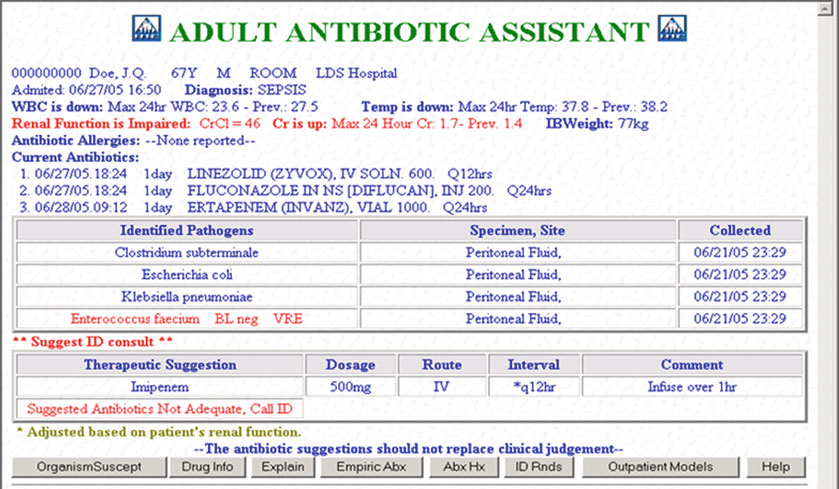 ADULT ANTIBIOTIC ASSISTANT
000000000 Doe, J.Q. 67Y M ROOM LDS Hospital
Admited: 06/27/05 16:50 Diagnosis: SEPSIS
WBC is down: Max 24hr WBC: 23.6 - Prev.: 27.5 Temp is down: Max 24hr Temp: 37.8 - Prev.: 38.2
Renal Function is Impaired: CrCl = 46 Cr is up: Max 24 Hour Cr: 1.7- Prev. 1.4 IBWeight: 77kg
Antibiotic Allergies: --None reported--
Current Antibiotics:
1. 06/27/05.18:24 1day LINEZOLID (ZYVOX), IV SOLN. 600. Q12hrs
2. 06/27/05.18:24 1day FLUCONAZOLE IN NS [DIFLUCAN], INJ 200. Q24hrs
3. 06/28/05.09:12 1day ERTAPENEM (INVANZ), VIAL 1000. Q24hrs
Identified Pathogens Specimen, Site Collected
Clostridium subterminale Peritoneal Fluid, 06/21/05 23:29
Escherichia coli Peritoneal Fluid, 06/21/05 23:29
Klebsiella pneumoniae Peritoneal Fluid, 06/21/05 23:29
Enterococcus faecium BL neg VRE Peritoneal Fluid, 06/21/05 23:29
** Suggest ID consult **
Therapeutic Suggestion Dosage Route Interval Comment
Imipenem 500mg IV *q12hr Infuse over 1hr
Suggested Antibiotics Not Adequate, Call ID
* Adjusted based on patient's renal function.
--The antibiotic suggestions should not replace clinical judgement--
OrganismSuscept Drug Info Explain Empiric Abx Abx Hx ID Rnds Outpatient Models Help